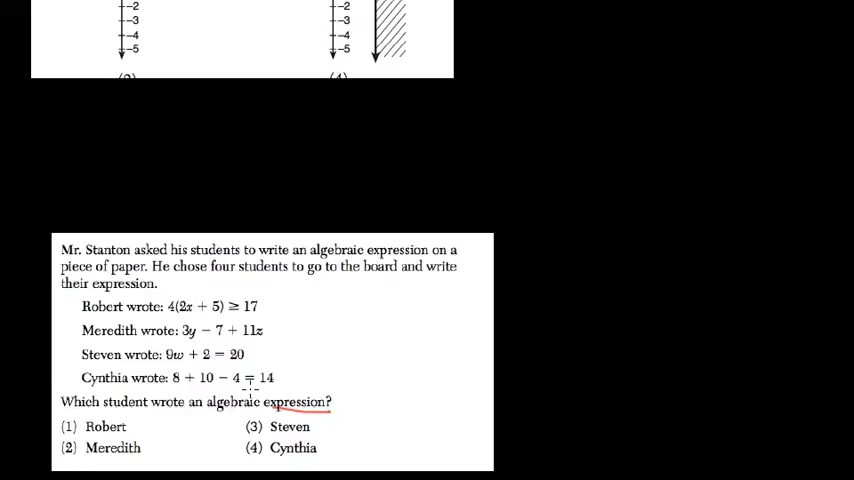 -2 -2
-3 -3
-4 -4
-5 -5
(2) (4)
Mr. Stanton asked his students to write an algebraic expression on a
piece of paper. He chose four students to go to the board and write
their expression.
Robert wrote: 4(2x + 5) ≥ 17
Meredith wrote: 3y − 7 + 11z
Steven wrote: 9w + 2 = 20
Cynthia wrote: 8 + 10 − 4 = 14
Which student wrote an algebraic expression?
(1) Robert (3) Steven
(2) Meredith (4) Cynthia